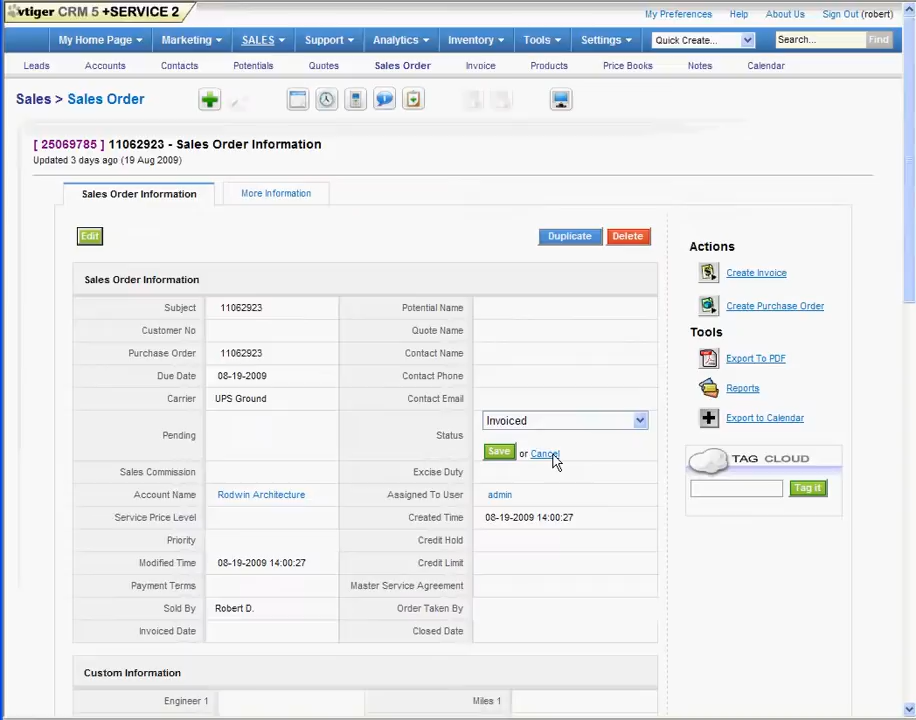 vtiger CRM 5 +SERVICE 2
My Preferences Help About Us Sign Out (robert)
My Home Page Marketing SALES Support Analytics Inventory Tools Settings Quick Create... Search... Find
Leads Accounts Contacts Potentials Quotes Sales Order Invoice Products Price Books Notes Calendar
Sales > Sales Order
[ 25069785 ] 11062923 - Sales Order Information
Updated 3 days ago (19 Aug 2009)
Sales Order Information More Information
Edit Duplicate Delete
Sales Order Information
Subject 11062923 Potential Name
Customer No Quote Name
Purchase Order 11062923 Contact Name
Due Date 08-19-2009 Contact Phone
Carrier UPS Ground Contact Email
Pending Status Invoiced
Save or Cancel
Sales Commission Excise Duty
Account Name Rodwin Architecture Assigned To User admin
Service Price Level Created Time 08-19-2009 14:00:27
Priority Credit Hold
Modified Time 08-19-2009 14:00:27 Credit Limit
Payment Terms Master Service Agreement
Sold By Robert D. Order Taken By
Invoiced Date Closed Date
Custom Information
Engineer 1 Miles 1
Actions
Create Invoice
Create Purchase Order
Tools
Export To PDF
Reports
Export to Calendar
TAG CLOUD
Tag it